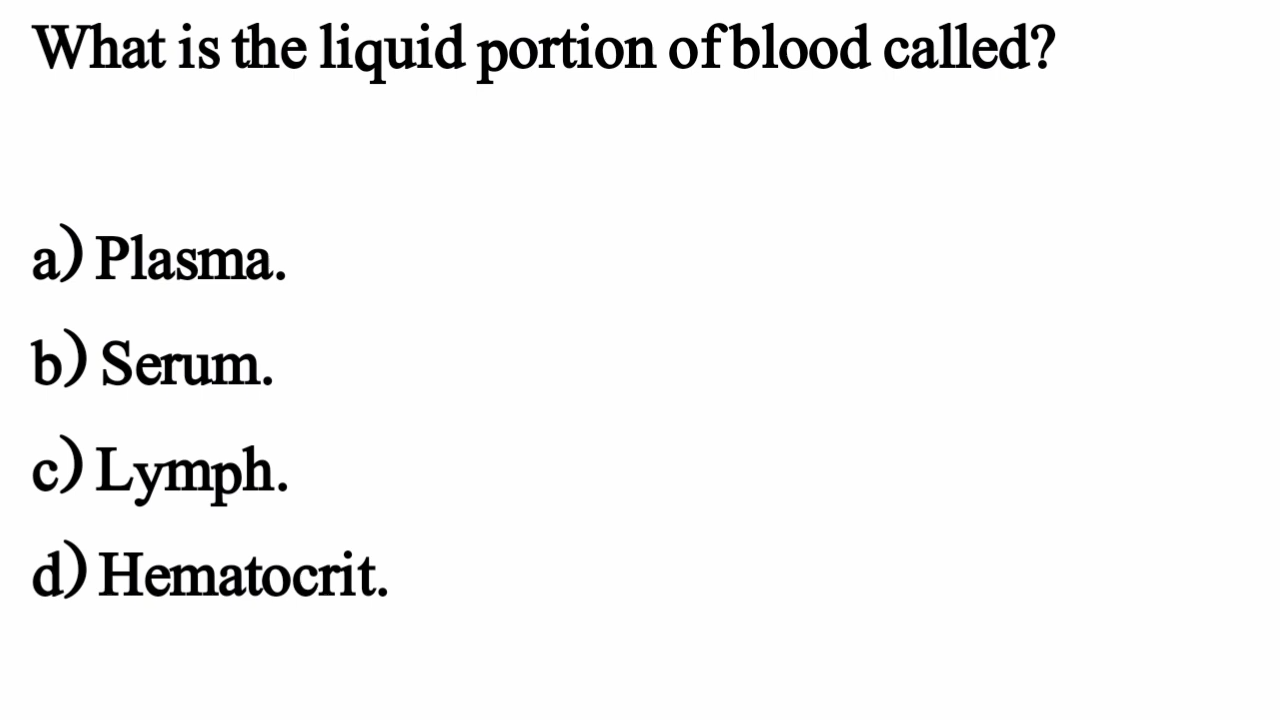 What is the liquid portion of blood called?
a) Plasma.
b) Serum.
c) Lymph.
d) Hematocrit.